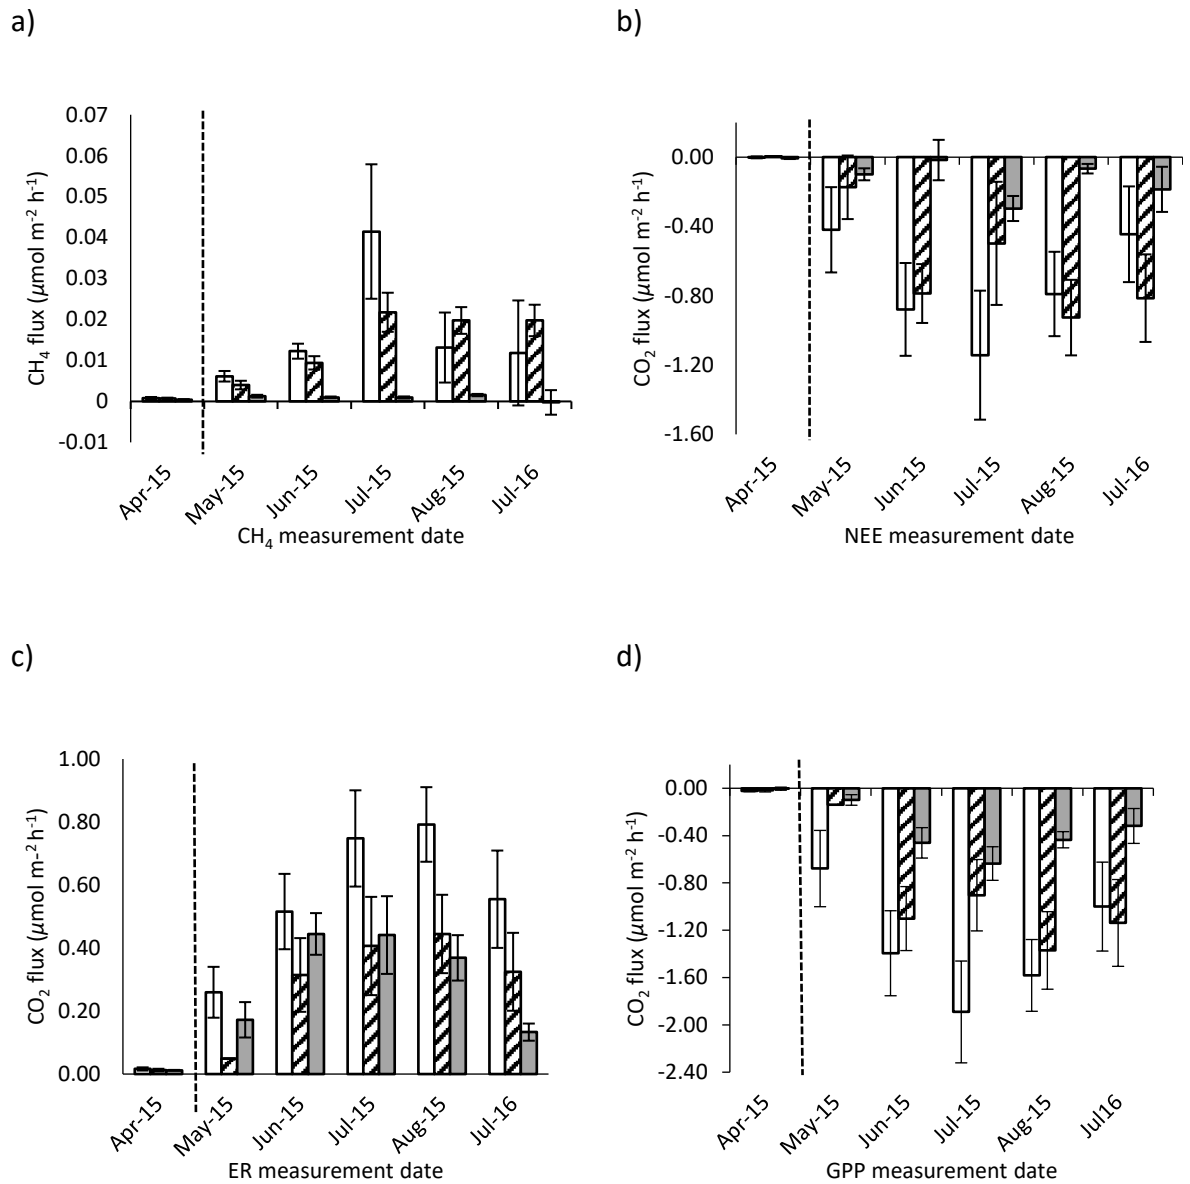 a)
0.07
0.06
0.05
0.04
0.03
0.02
0.01
0
-0.01
CH₄ flux (µmol m⁻² h⁻¹)
Apr-15
May-15
Jun-15
Jul-15
Aug-15
Jul-16
CH₄ measurement date
b)
0.00
-0.40
-0.80
-1.20
-1.60
CO₂ flux (µmol m⁻² h⁻¹)
Apr-15
May-15
Jun-15
Jul-15
Aug-15
Jul-16
NEE measurement date
c)
1.00
0.80
0.60
0.40
0.20
0.00
CO₂ flux (µmol m-² h⁻¹)
Apr-15
May-15
Jun-15
Jul-15
Aug-15
Jul-16
ER measurement date
d)
0.00
-0.40
-0.80
-1.20
-1.60
-2.00
-2.40
CO₂ flux (µmol m⁻² h⁻¹)
Apr-15
May-15
Jun-15
Jul-15
Aug-15
Jul16
GPP measurement date